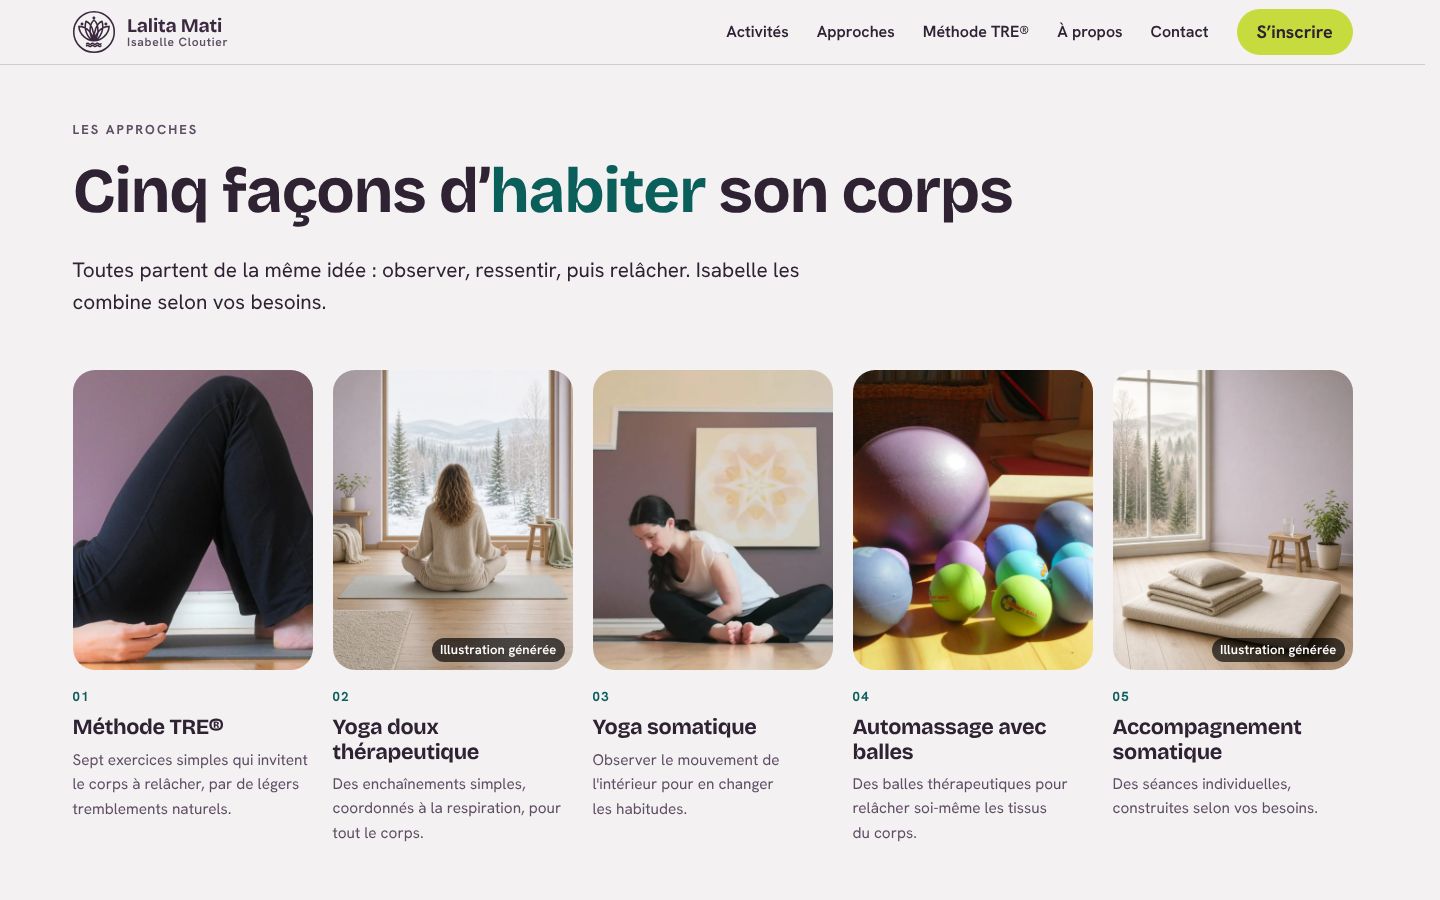 Lalita Mati
Isabelle Cloutier
Activités
Approches
Méthode TRE®
À propos
Contact
S’inscrire
LES APPROCHES
Cinq façons d’habiter son corps
Toutes partent de la même idée : observer, ressentir, puis relâcher. Isabelle les
combine selon vos besoins.
Illustration générée
Illustration générée
01
Méthode TRE®
Sept exercices simples qui invitent
le corps à relâcher, par de légers
tremblements naturels.
02
Yoga doux
thérapeutique
Des enchaînements simples,
coordonnés à la respiration, pour
tout le corps.
03
Yoga somatique
Observer le mouvement de
l'intérieur pour en changer
les habitudes.
04
Automassage avec
balles
Des balles thérapeutiques pour
relâcher soi-même les tissus
du corps.
05
Accompagnement
somatique
Des séances individuelles,
construites selon vos besoins.